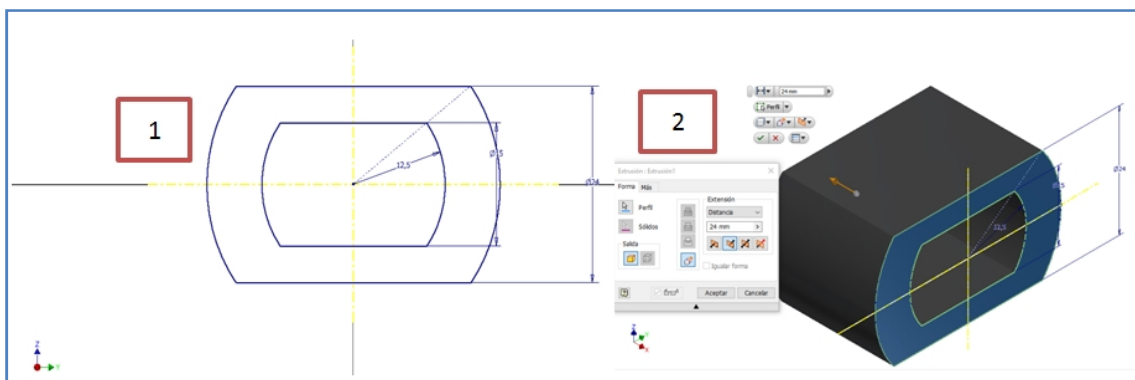 1
12,5
Ø15
Ø24
Z
Y
2
24 mm
Perfil
Extrusión : Extrusión1
Forma
Más
Perfil
Sólidos
Salida
Extensión
Distancia
24 mm
Igualar forma
Aceptar
Cancelar
Ø24
12,5
Z
Y
X